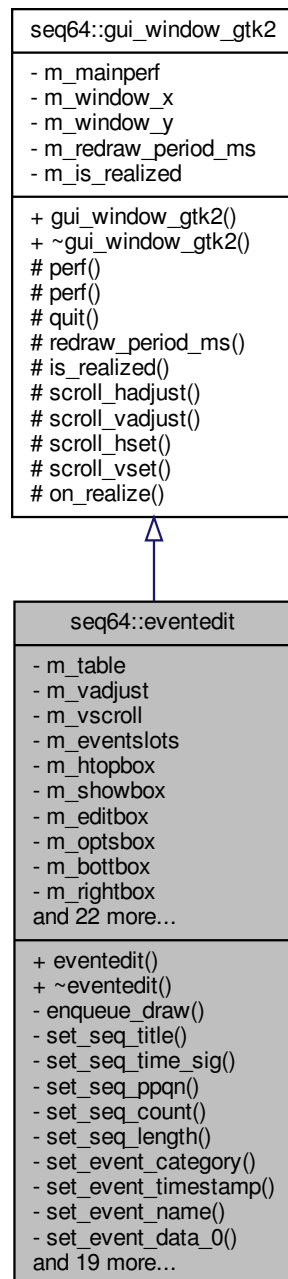 seq64::gui_window_gtk2
- m_mainperf
- m_window_x
- m_window_y
- m_redraw_period_ms
- m_is_realized
+ gui_window_gtk2()
+ ~gui_window_gtk2()
# perf()
# perf()
# quit()
# redraw_period_ms()
# is_realized()
# scroll_hadjust()
# scroll_vadjust()
# scroll_hset()
# scroll_vset()
# on_realize()
seq64::eventedit
- m_table
- m_vadjust
- m_vscroll
- m_eventslots
- m_htopbox
- m_showbox
- m_editbox
- m_optsbox
- m_bottbox
- m_rightbox
and 22 more...
+ eventedit()
+ ~eventedit()
- enqueue_draw()
- set_seq_title()
- set_seq_time_sig()
- set_seq_ppqn()
- set_seq_count()
- set_seq_length()
- set_event_category()
- set_event_timestamp()
- set_event_name()
- set_event_data_0()
and 19 more...